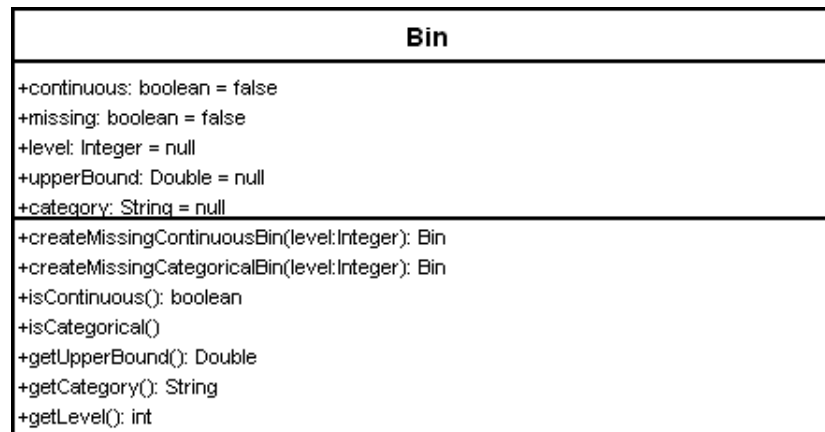 Bin
+continuous: boolean = false
+missing: boolean = false
+level: Integer = null
+upperBound: Double = null
+category: String = null
+createMissingContinuousBin(level:Integer): Bin
+createMissingCategoricalBin(level:Integer): Bin
+isContinuous(): boolean
+isCategorical()
+getUpperBound(): Double
+getCategory(): String
+getLevel(): int